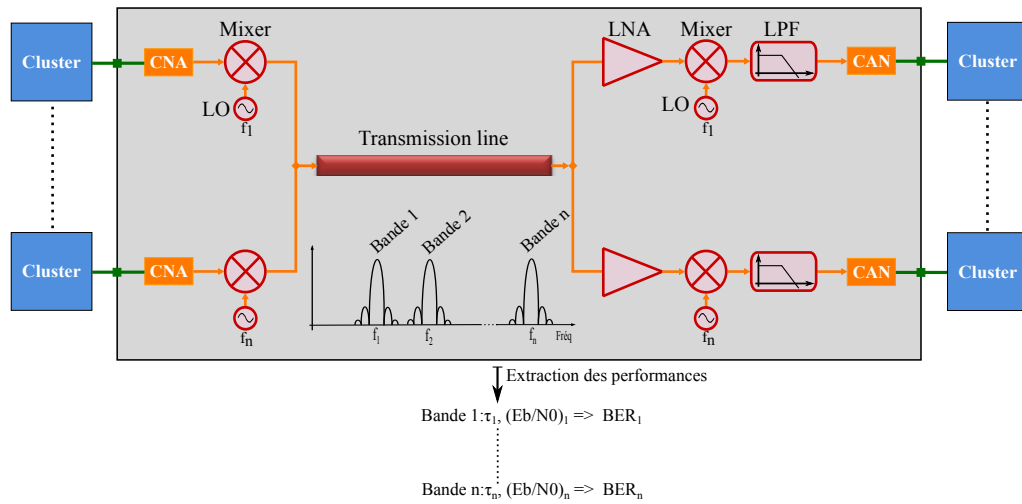 Mixer
LNA
Mixer
LPF
Cluster
CNA
CAN
Cluster
LO
f1
LO
f1
Transmission line
Bande 1
Bande 2
Bande n
Cluster
CNA
CAN
Cluster
fn
f1
f2
fn
Fréq
fn
Extraction des performances
Bande 1:τ1, (Eb/N0)1 => BER1
Bande n:τn, (Eb/N0)n => BERn